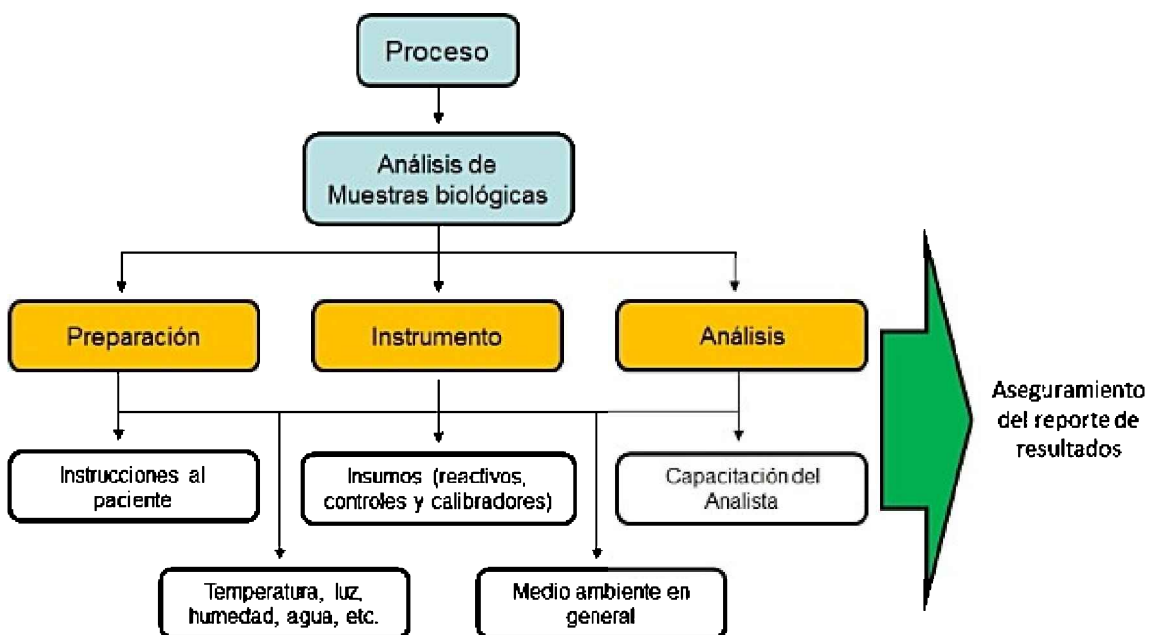 Proceso
Análisis de
Muestras biológicas
Preparación
Instrumento
Análisis
Aseguramiento
del reporte de
resultados
Instrucciones al
paciente
Insumos (reactivos,
controles y calibradores)
Capacitación del
Analista
Temperatura, luz,
humedad, agua, etc.
Medio ambiente en
general